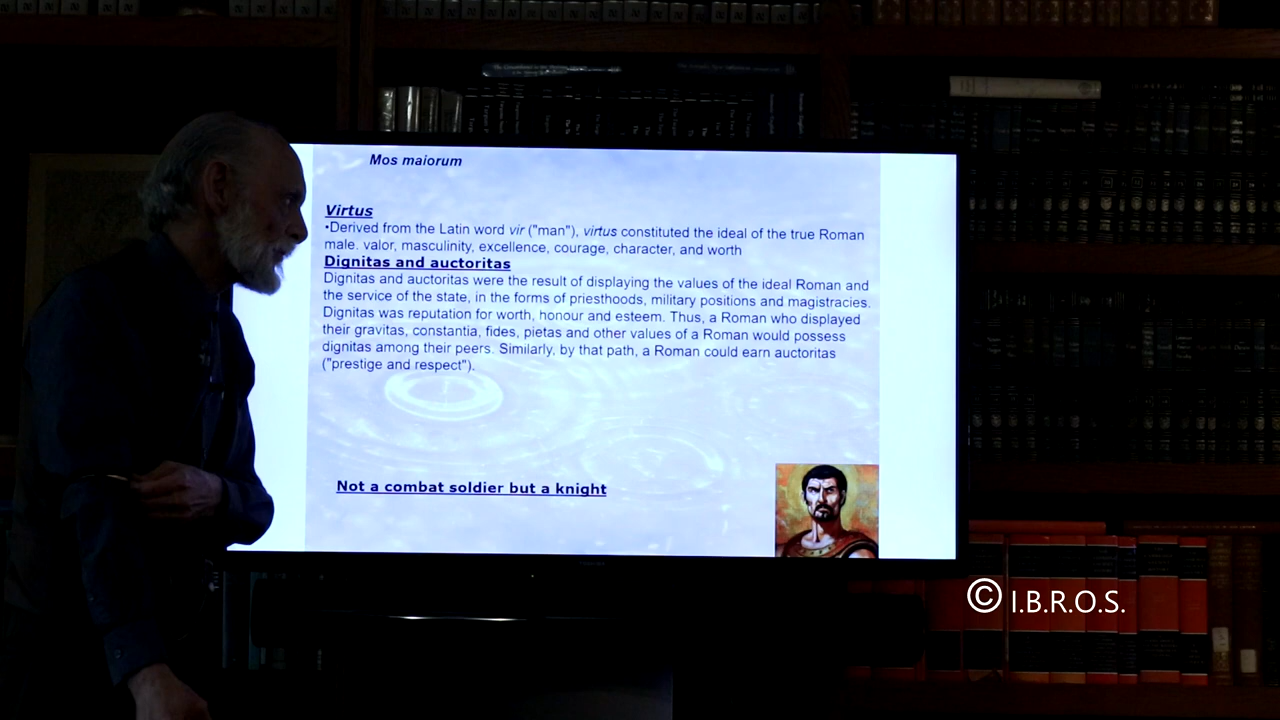 Mos maiorum
Virtus
•Derived from the Latin word vir ("man"), virtus constituted the ideal of the true Roman
male. valor, masculinity, excellence, courage, character, and worth
Dignitas and auctoritas
Dignitas and auctoritas were the result of displaying the values of the ideal Roman and
the service of the state, in the forms of priesthoods, military positions and magistracies.
Dignitas was reputation for worth, honour and esteem. Thus, a Roman who displayed
their gravitas, constantia, fides, pietas and other values of a Roman would possess
dignitas among their peers. Similarly, by that path, a Roman could earn auctoritas
("prestige and respect").
Not a combat soldier but a knight
© I.B.R.O.S.